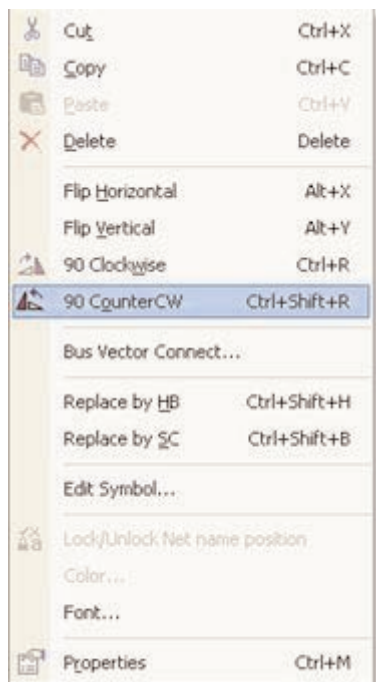 Cut Ctrl+X
Copy Ctrl+C
Paste Ctrl+V
Delete Delete
Flip Horizontal Alt+X
Flip Vertical Alt+Y
90 Clockwise Ctrl+R
90 CounterCW Ctrl+Shift+R
Bus Vector Connect...
Replace by HB Ctrl+Shift+H
Replace by SC Ctrl+Shift+B
Edit Symbol...
Lock/Unlock Net name position
Color...
Font...
Properties Ctrl+M